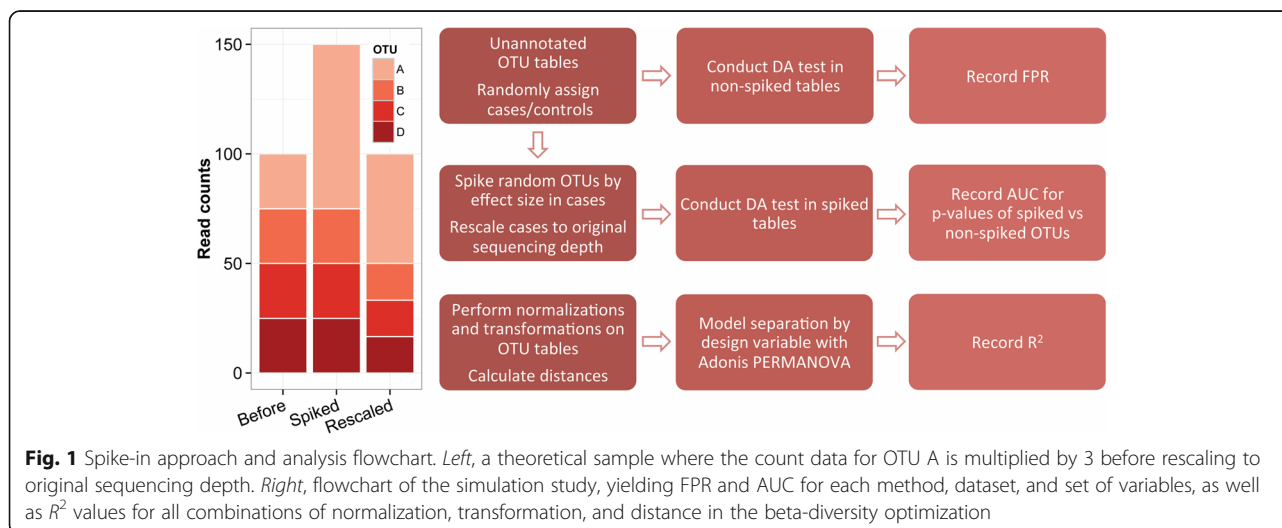 150
100
50
0
Read counts
Before
Spiked
Rescaled
OTU
A
B
C
D
Unannotated
OTU tables
Randomly assign
cases/controls
Conduct DA test in
non-spiked tables
Record FPR
Spike random OTUs by
effect size in cases
Rescale cases to original
sequencing depth
Conduct DA test in spiked
tables
Record AUC for
p-values of spiked vs
non-spiked OTUs
Perform normalizations
and transformations on
OTU tables
Calculate distances
Model separation by
design variable with
Adonis PERMANOVA
Record R²
Fig. 1 Spike-in approach and analysis flowchart. Left, a theoretical sample where the count data for OTU A is multiplied by 3 before rescaling to
original sequencing depth. Right, flowchart of the simulation study, yielding FPR and AUC for each method, dataset, and set of variables, as well
as R² values for all combinations of normalization, transformation, and distance in the beta-diversity optimization